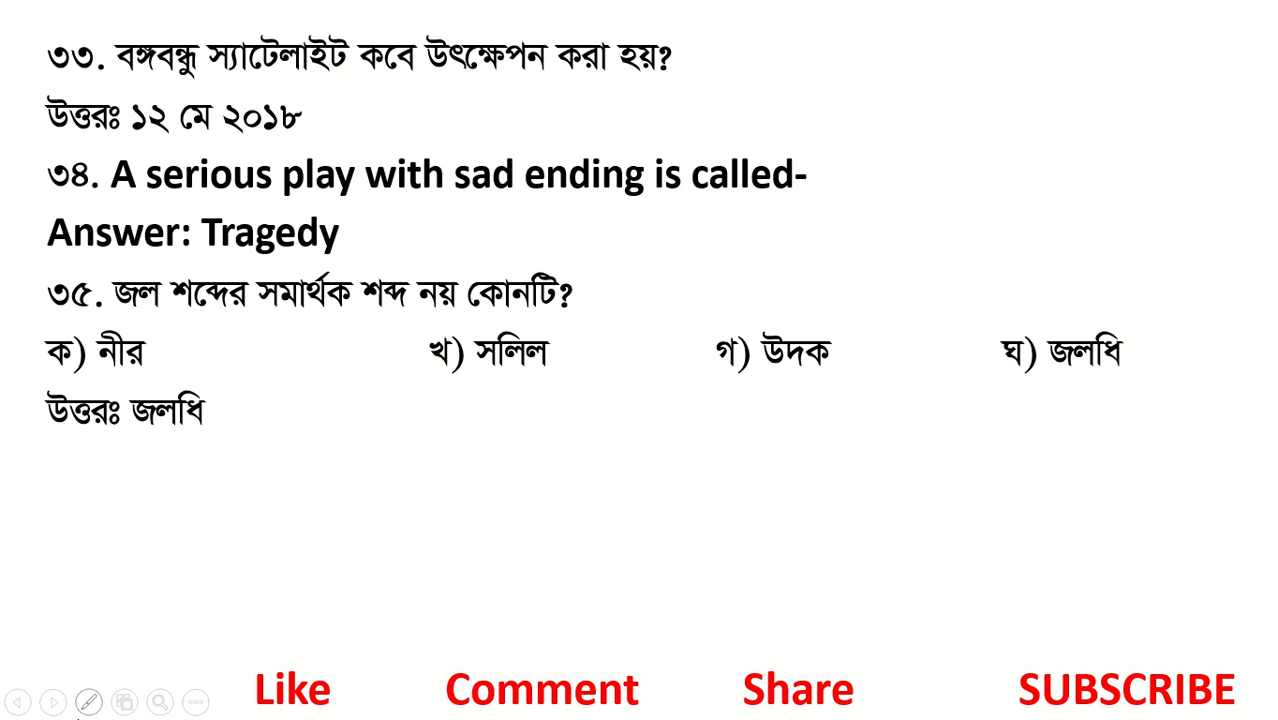 ৩৩. বঙ্গবন্ধু স্যাটেলাইট কবে উৎক্ষেপন করা হয়?
উত্তরঃ ১২ মে ২০১৮
৩৪. A serious play with sad ending is called-
Answer: Tragedy
৩৫. জল শব্দের সমার্থক শব্দ নয় কোনটি?
ক) নীর খ) সলিল গ) উদক ঘ) জলধি
উত্তরঃ জলধি
Like Comment Share SUBSCRIBE